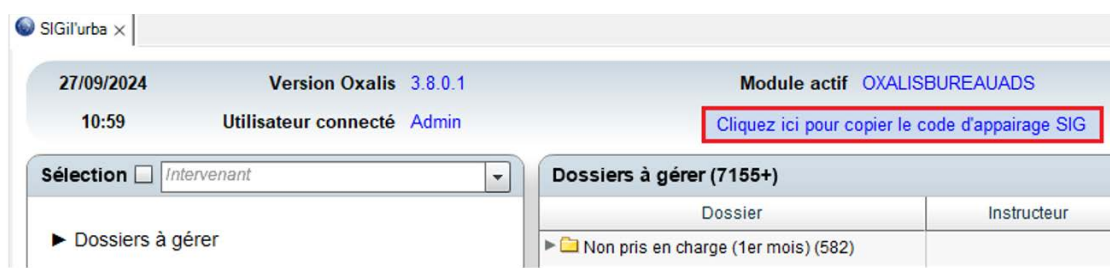 SIGil'urba ×
27/09/2024 Version Oxalis 3.8.0.1 Module actif OXALISBUREAUADS
10:59 Utilisateur connecté Admin Cliquez ici pour copier le code d'appairage SIG
Sélection Intervenant
Dossiers à gérer
Dossiers à gérer (7155+)
Dossier Instructeur
Non pris en charge (1er mois) (582)